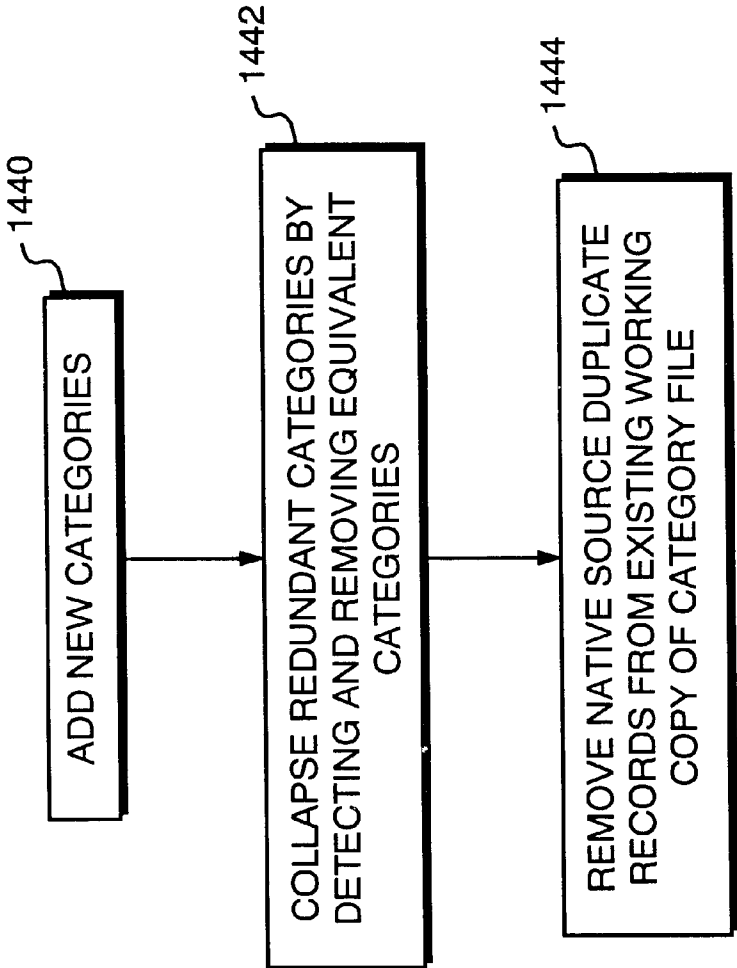 1440
ADD NEW CATEGORIES
1442
COLLAPSE REDUNDANT CATEGORIES BY
DETECTING AND REMOVING EQUIVALENT
CATEGORIES
1444
REMOVE NATIVE SOURCE DUPLICATE
RECORDS FROM EXISTING WORKING
COPY OF CATEGORY FILE